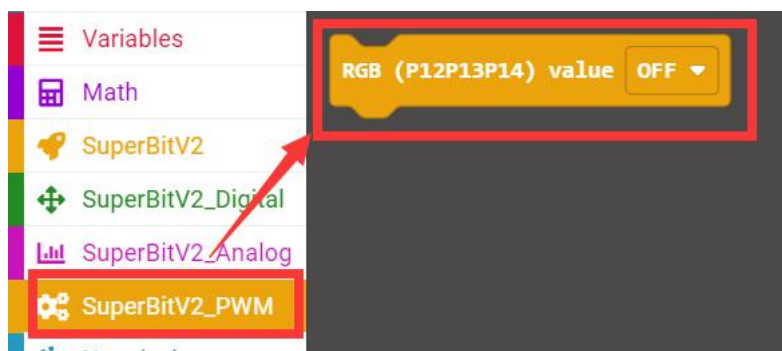 Variables
RGB (P12P13P14) value OFF
Math
SuperBitV2
SuperBitV2_Digital
SuperBitV2_Analog
SuperBitV2_PWM